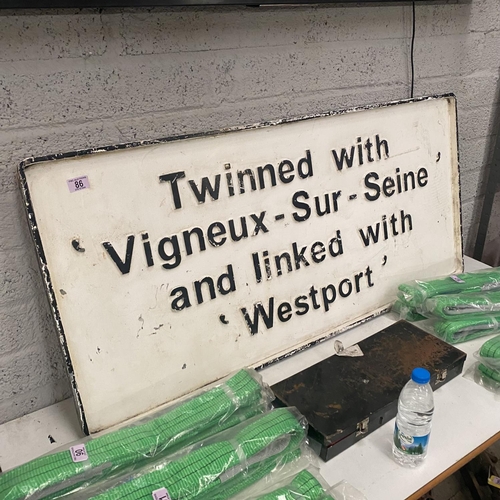 86
Twinned with
‘Vigneux-Sur-Seine’
and linked with
‘Westport’